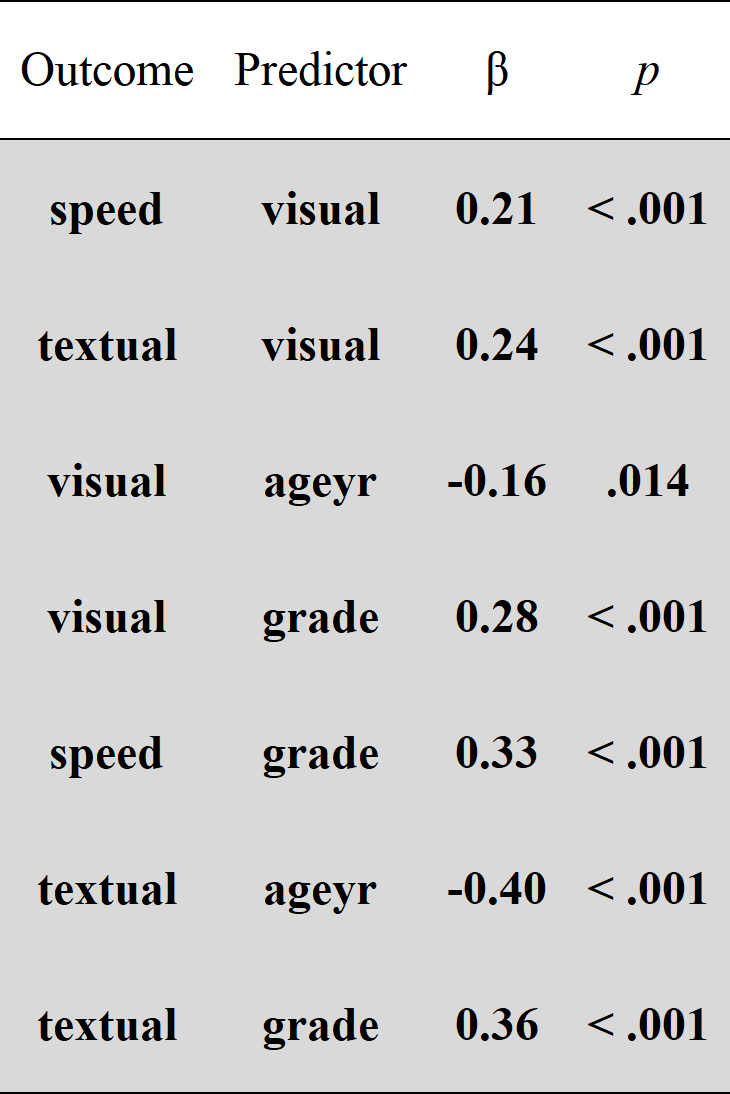 Outcome Predictor β p
speed visual 0.21 < .001
textual visual 0.24 < .001
visual ageyr -0.16 .014
visual grade 0.28 < .001
speed grade 0.33 < .001
textual ageyr -0.40 < .001
textual grade 0.36 < .001